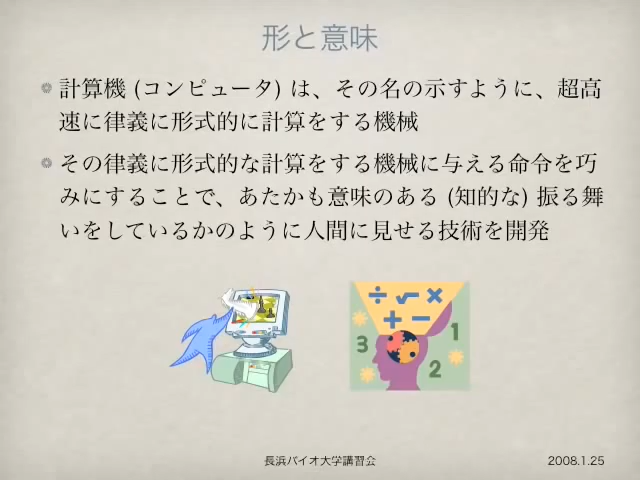 形と意味
計算機 (コンピュータ) は、その名の示すように、超高
速に律義に形式的に計算をする機械
その律義に形式的な計算をする機械に与える命令を巧
みにすることで、あたかも意味のある (知的な) 振る舞
いをしているかのように人間に見せる技術を開発
÷ √ ×
+ −
3 1
2
長浜バイオ大学講習会 2008.1.25